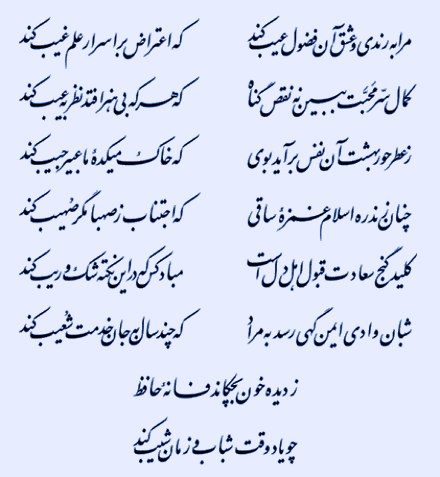 مرا به رندی و عشق آن فضول عیب کند که اعتراض بر اسرار علم غیب کند
کمال سر محبت ببین نه نقص گناه که هر که بی‌هنر افتد نظر به عیب کند
ز عطر حور بهشت آن نفس برآید بوی که خاک میکدهٔ ما عبیر جیب کند
چنان زند ره اسلام غمزهٔ ساقی که اجتناب ز صهبا مگر صهیب کند
کلید گنج سعادت قبول اهل دل است مباد کس که در این نکته شک و ریب کند
شبان وادی ایمن گهی رسد به مراد که چند سال به جان خدمت شعیب کند
ز دیده خون بچکاند فسانهٔ حافظ
چو یاد وقت شباب و زمان شیب کند